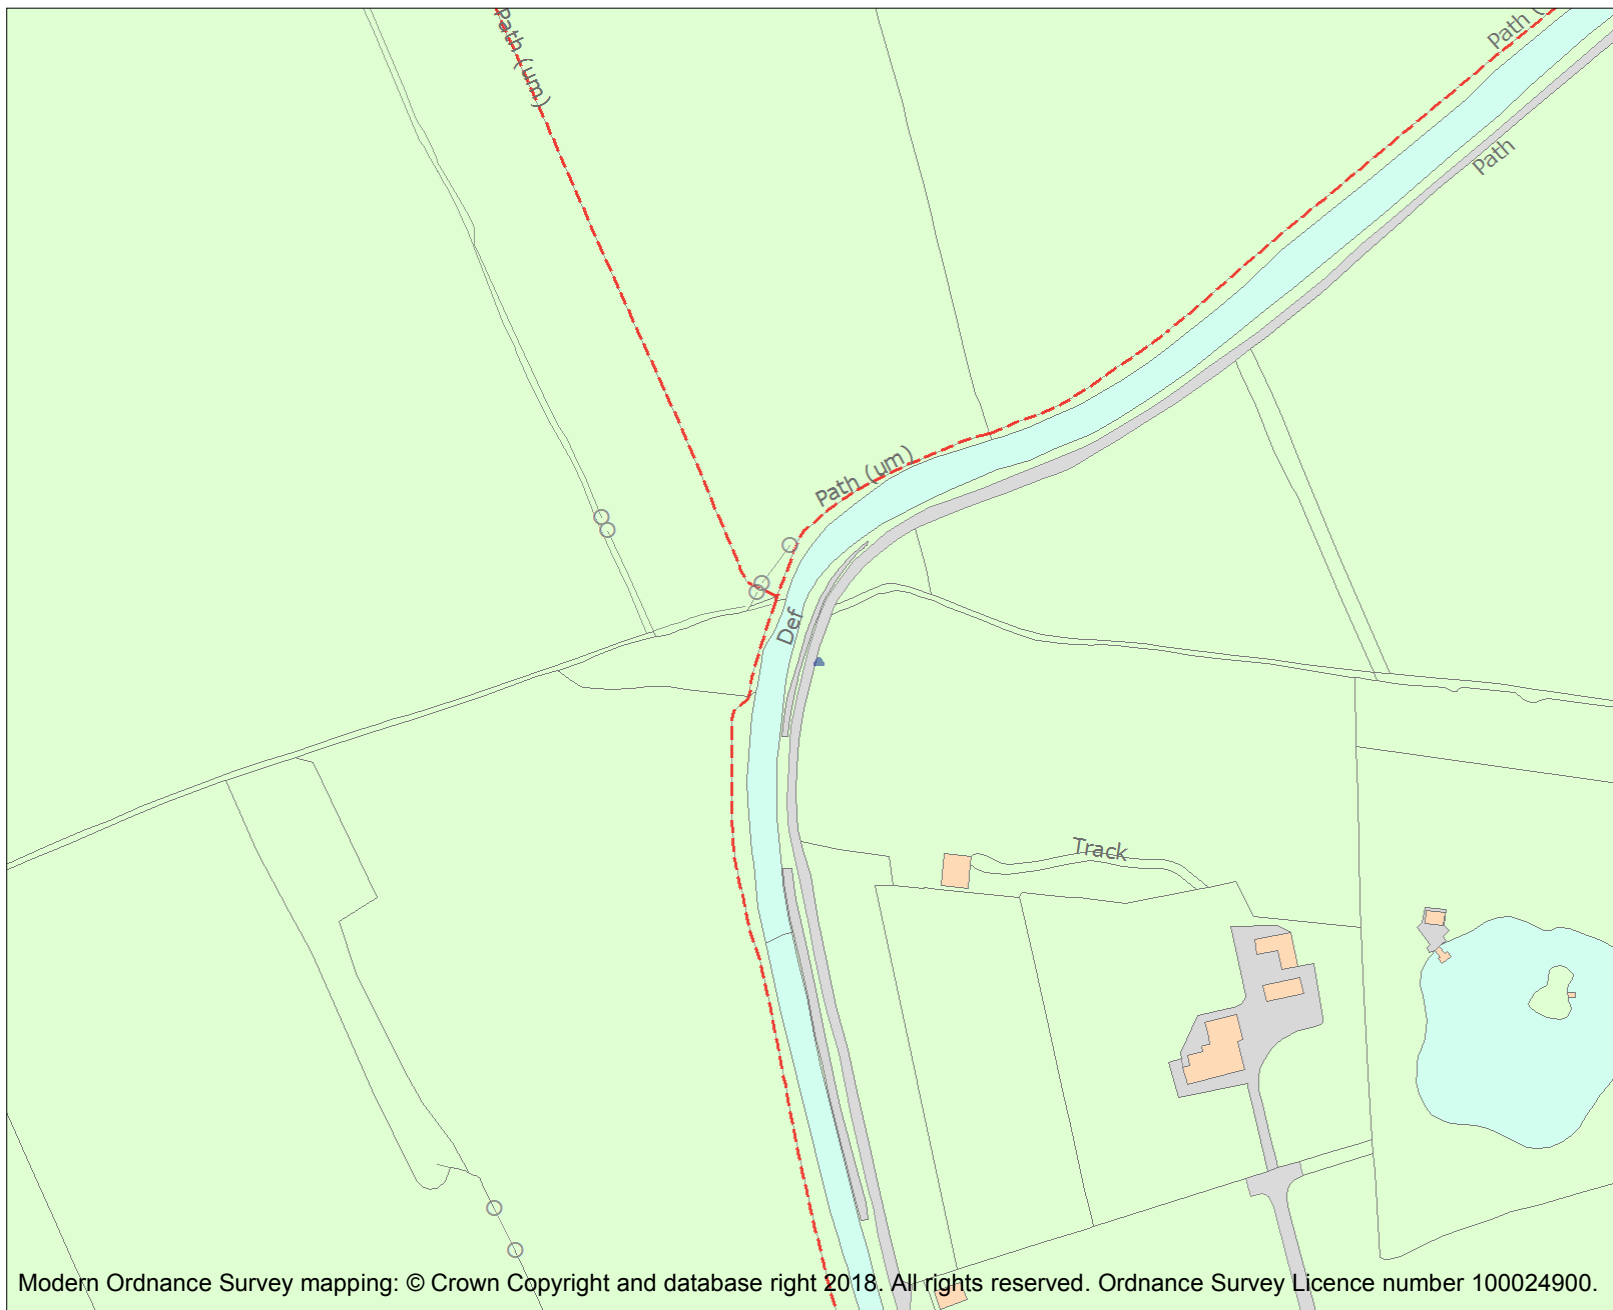 Path (um)
Path (
Path
Path (um)
Def
Track
Modern Ordnance Survey mapping: © Crown Copyright and database right 2018. All rights reserved. Ordnance Survey Licence number 100024900.